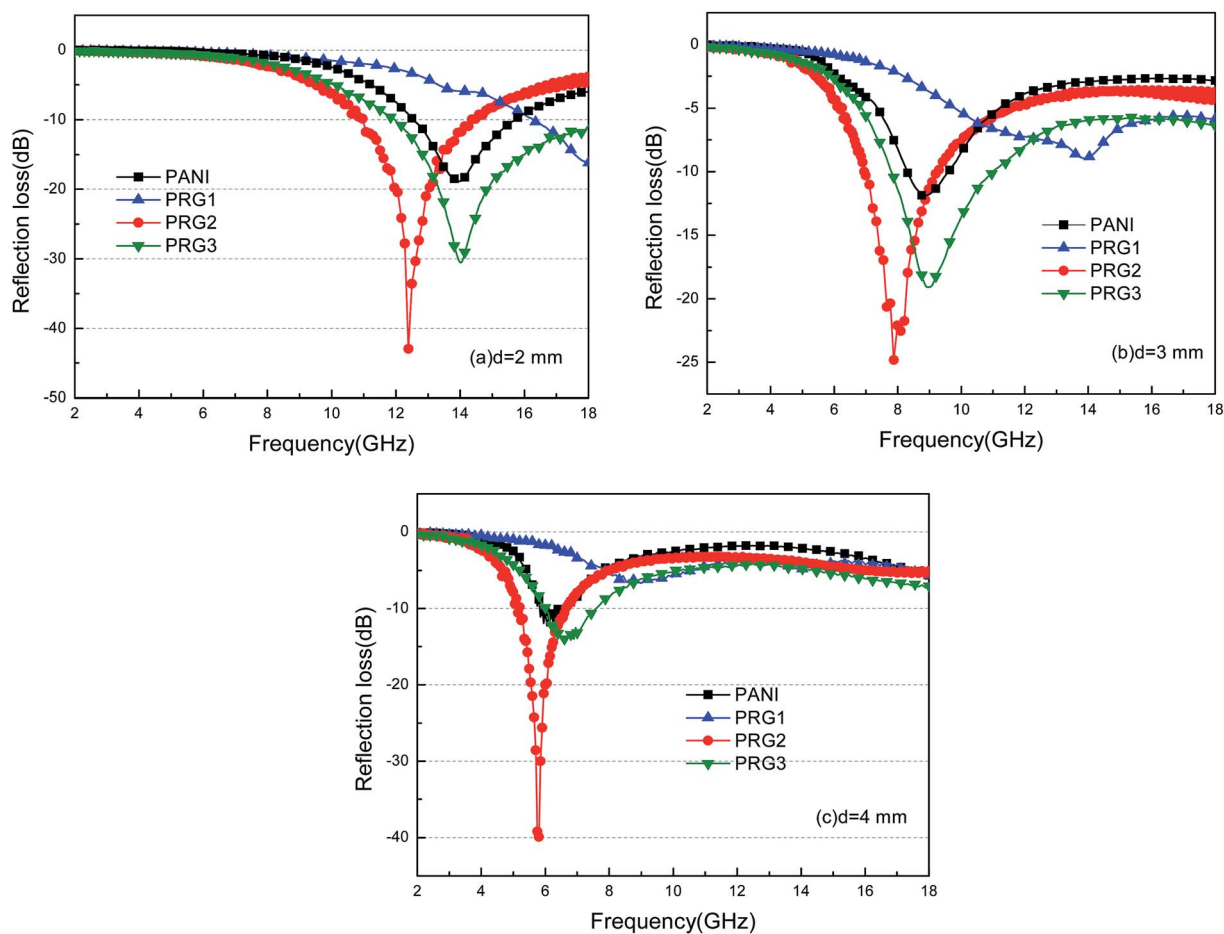 0
-10
-20
-30
-40
-50
Reflection loss(dB)
PANI
PRG1
PRG2
PRG3
(a)d=2 mm
2 4 6 8 10 12 14 16 18
Frequency(GHz)
0
-5
-10
-15
-20
-25
Reflection loss(dB)
PANI
PRG1
PRG2
PRG3
(b)d=3 mm
2 4 6 8 10 12 14 16 18
Frequency(GHz)
0
-10
-20
-30
-40
Reflection loss(dB)
PANI
PRG1
PRG2
PRG3
(c)d=4 mm
2 4 6 8 10 12 14 16 18
Frequency(GHz)